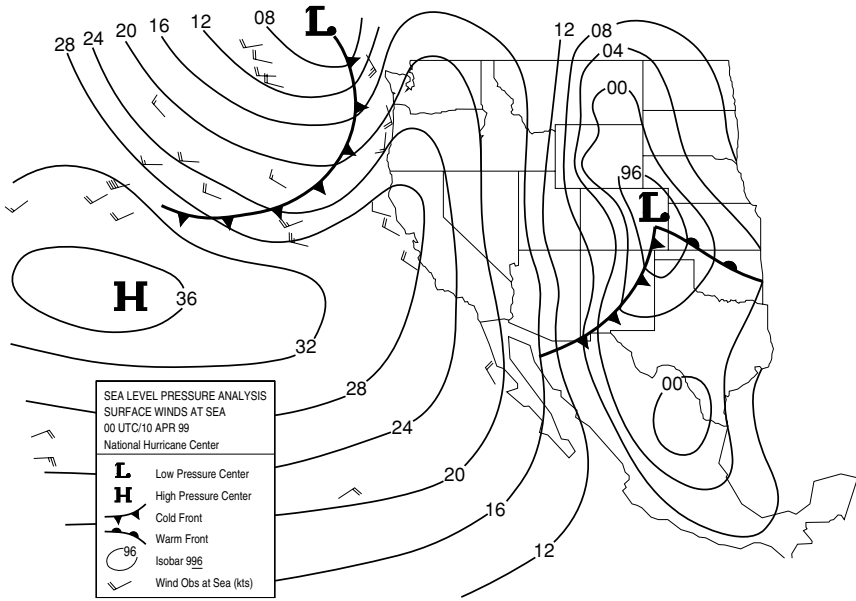 L
08
12
16
20
24
28
12
08
04
00
96
L
H
36
32
28
00
24
20
16
12
SEA LEVEL PRESSURE ANALYSIS
SURFACE WINDS AT SEA
00 UTC/10 APR 99
National Hurricane Center
L Low Pressure Center
H High Pressure Center
Cold Front
Warm Front
96 Isobar 996
Wind Obs at Sea (kts)